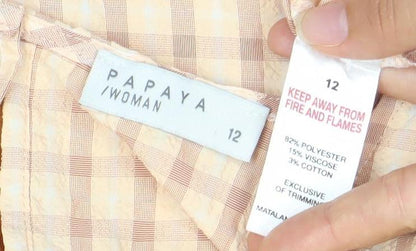 PAPAYA
/WOMAN
12
12
KEEP AWAY FROM
FIRE AND FLAMES
82% POLYESTER
15% VISCOSE
3% COTTON
EXCLUSIVE
OF TRIMMING
MATALAN